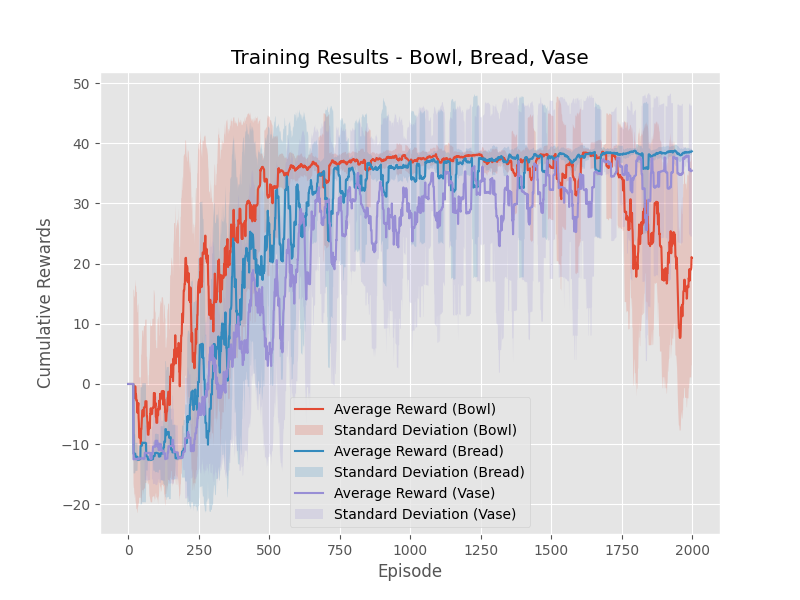 Training Results - Bowl, Bread, Vase
Cumulative Rewards
50
40
30
20
10
0
−10
−20
Average Reward (Bowl)
Standard Deviation (Bowl)
Average Reward (Bread)
Standard Deviation (Bread)
Average Reward (Vase)
Standard Deviation (Vase)
0 250 500 750 1000 1250 1500 1750 2000
Episode